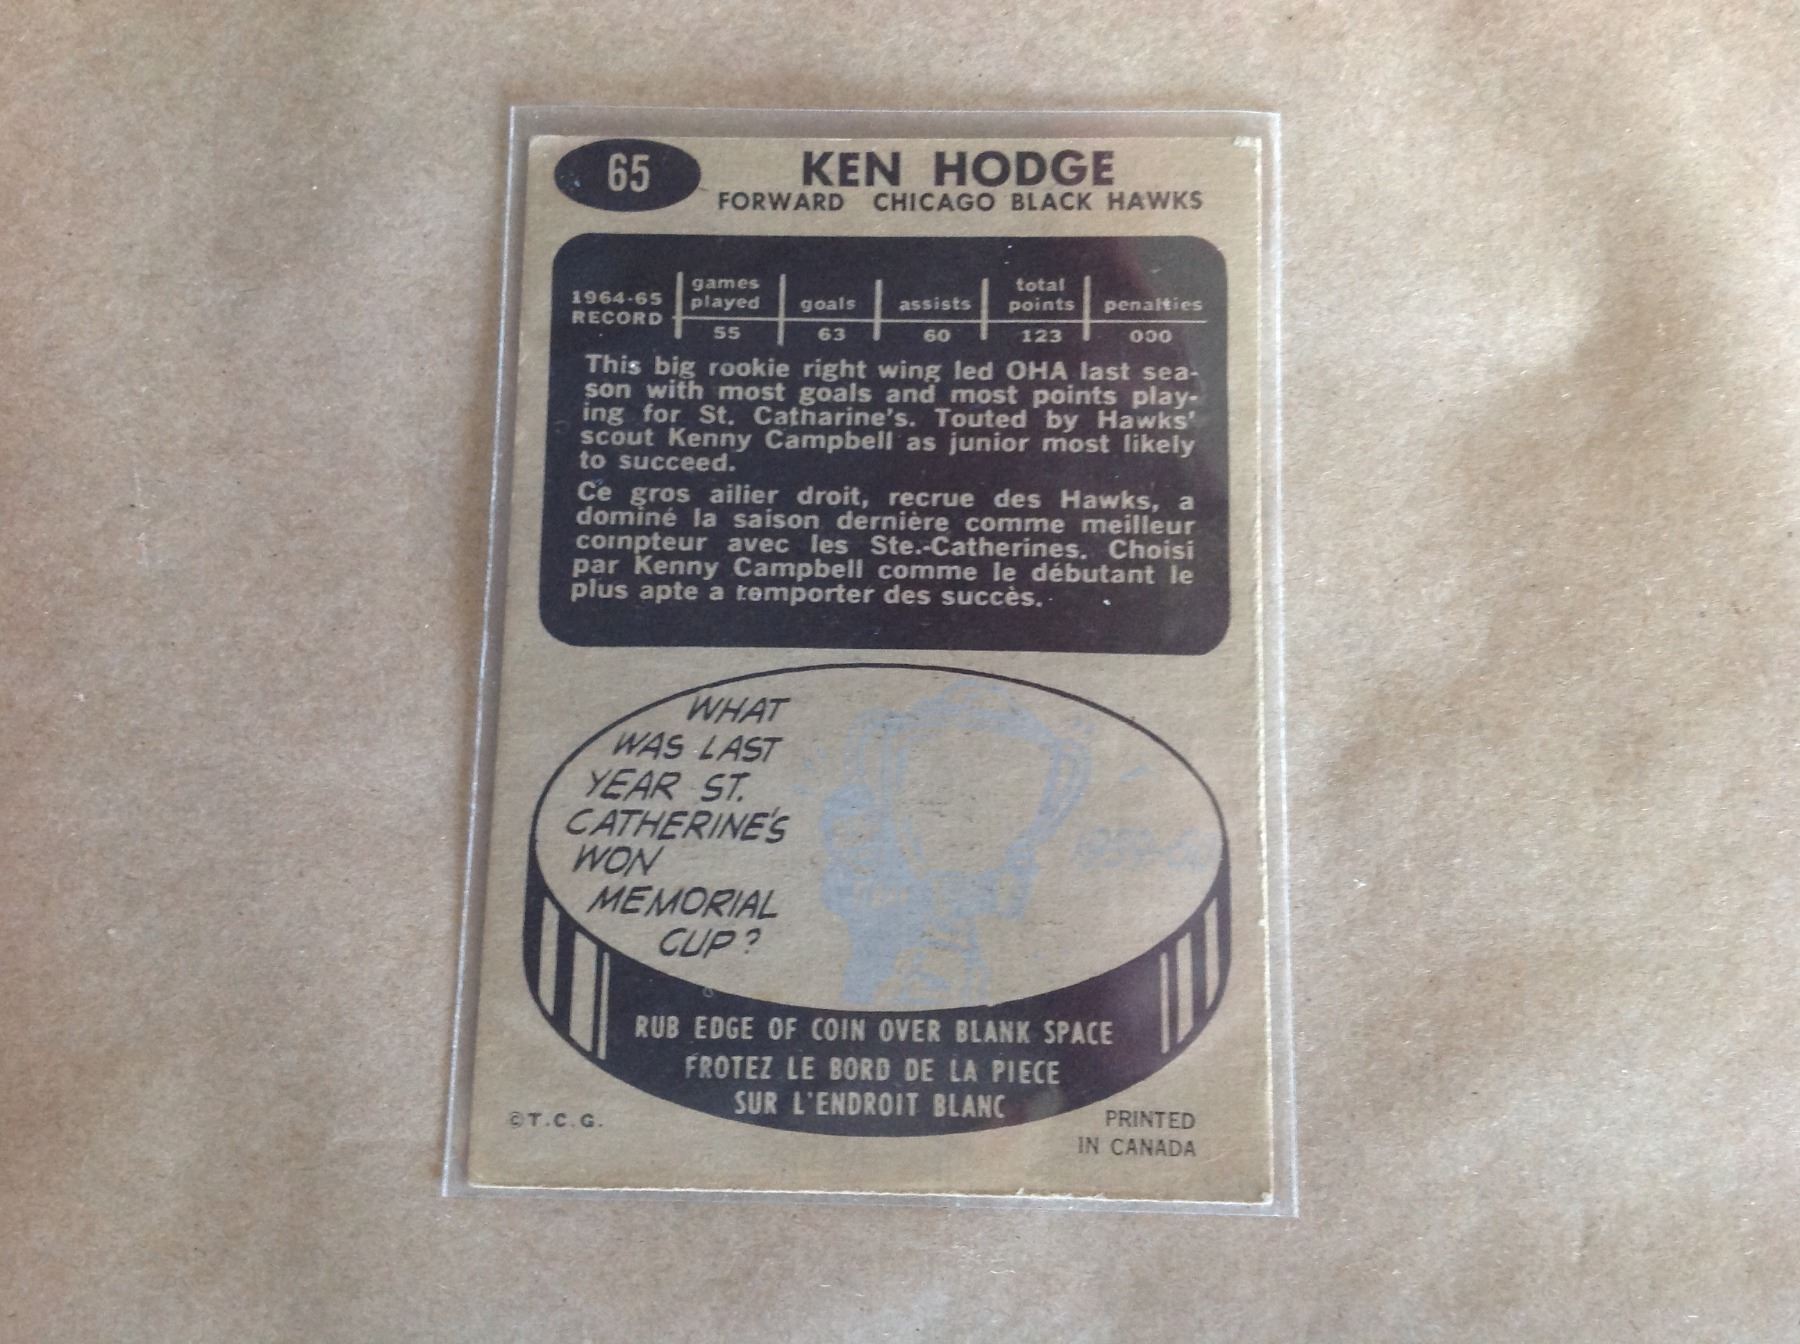 65
KEN HODGE
FORWARD CHICAGO BLACK HAWKS
1964-65 RECORD games played goals assists total points penalties
55 63 60 123 000
This big rookie right wing led OHA last sea-
son with most goals and most points play-
ing for St. Catharine's. Touted by Hawks'
scout Kenny Campbell as junior most likely
to succeed.
Ce gros ailier droit, recrue des Hawks, a
dominé la saison dernière comme meilleur
compteur avec les Ste.-Catherines. Choisi
par Kenny Campbell comme le débutant le
plus apte a remporter des succès.
WHAT
WAS LAST
YEAR ST.
CATHERINE'S
WON
MEMORIAL
CUP?
1959-60
RUB EDGE OF COIN OVER BLANK SPACE
FROTEZ LE BORD DE LA PIECE
SUR L'ENDROIT BLANC
©T.C.G.
PRINTED
IN CANADA